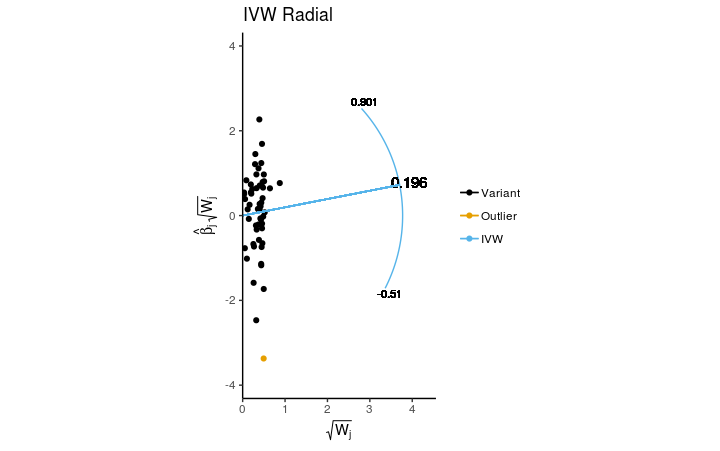 IVW Radial
4
2
0
-2
-4
β̂j√Wj
0.901
0.196
-0.51
0 1 2 3 4
√Wj
Variant
Outlier
IVW